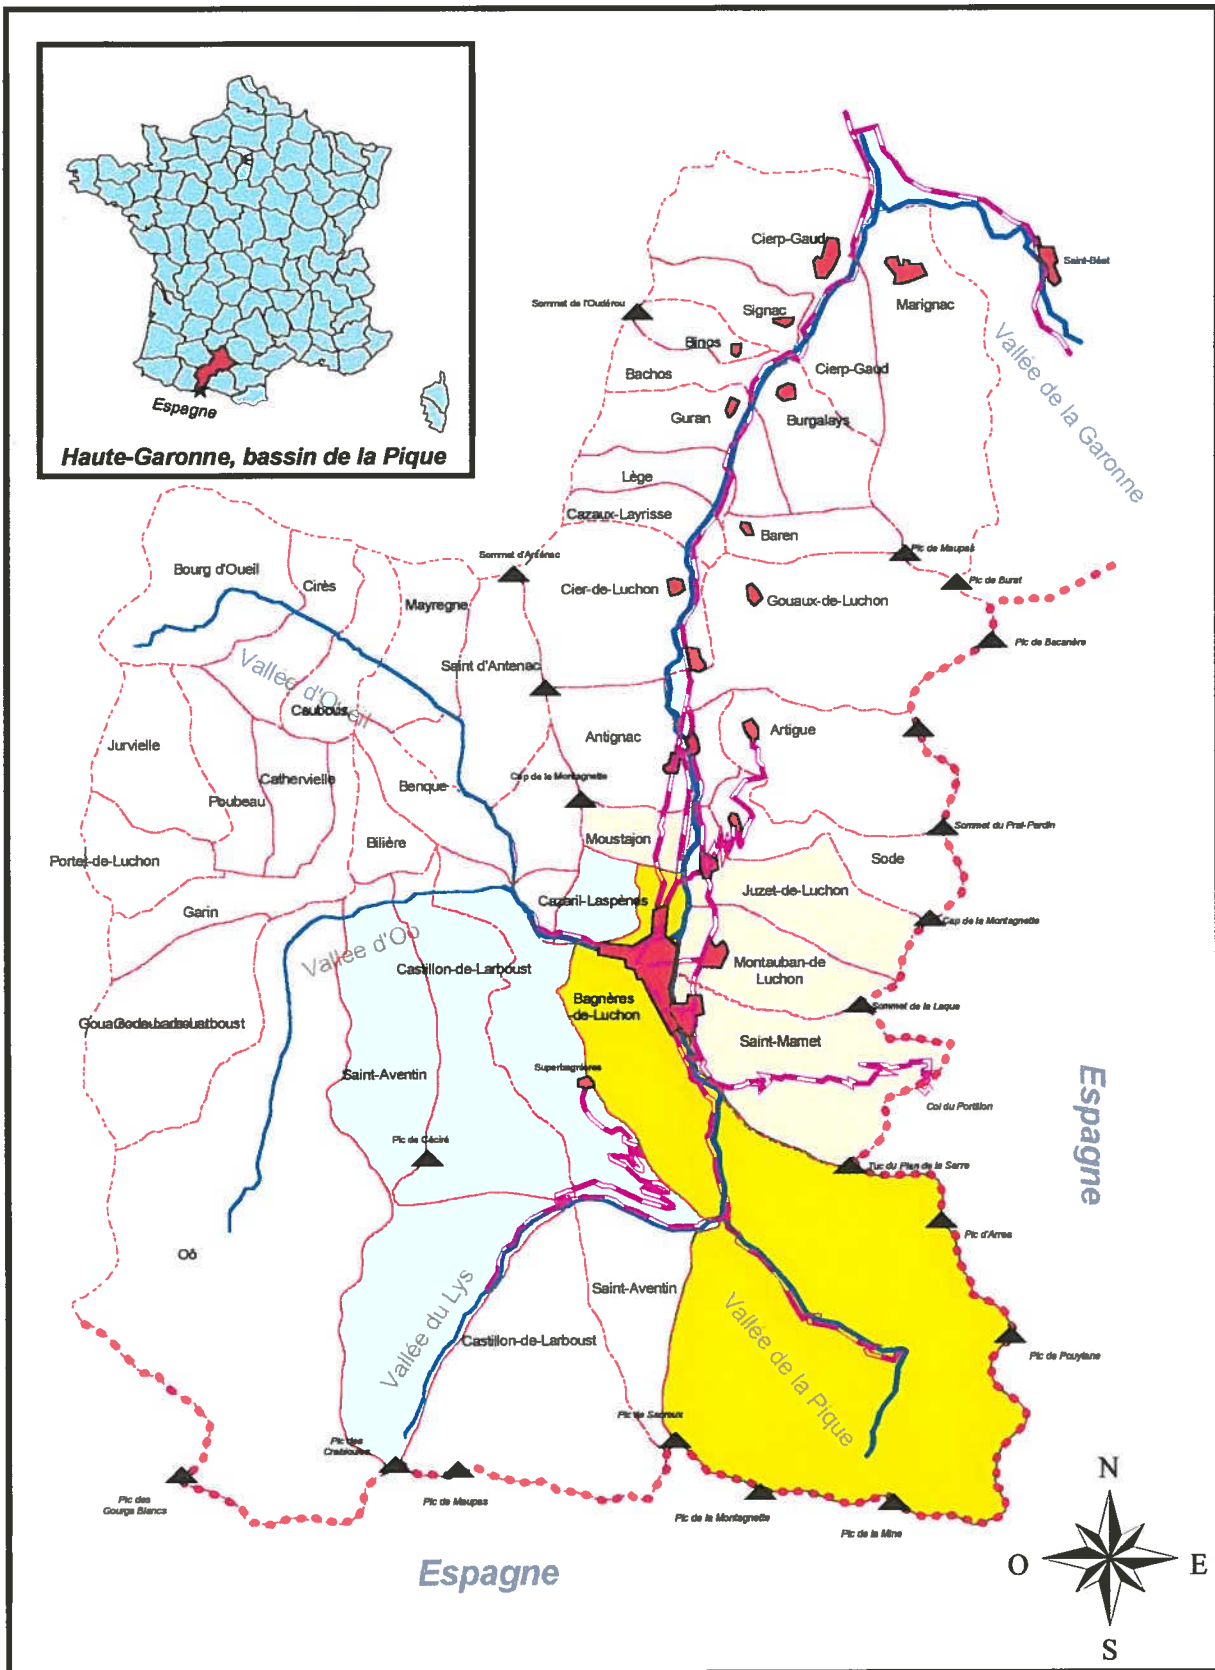 Espagne
Haute-Garonne, bassin de la Pique
Cierp-Gaud
Saint-Béat
Marignac
Sommet de l'Oudérou
Signac
Binos
Vallée de la Garonne
Bachos
Cierp-Gaud
Guran
Burgalays
Lège
Cazaux-Layrisse
Baren
Sommet d'Antenac
Pic de Maupas
Bourg d'Oueil
Cirès
Cier-de-Luchon
Pic de Burat
Mayregne
Gouaux-de-Luchon
Pic de Bacanère
Vallée d'Oueil
Saint d'Antenac
Caubous
Jurvielle
Antignac
Artigue
Cathervielle
Benque
Cap de la Montagnette
Poubeau
Sommet du Prat-Pardin
Bilière
Moustajon
Portet-de-Luchon
Sode
Juzet-de-Luchon
Cazaril-Laspènes
Garin
Cap de la Montagnette
Vallée d'Oo
Castillon-de-Larboust
Montauban-de
Luchon
Bagnères
-de-Luchon
Sommet de la Laque
Saint-Mamet
Saint-Aventin
Superbagnères
Col du Portillon
Espagne
Pic de Céciré
Tuc du Plan de la Serre
Pic d'Arres
Oô
Saint-Aventin
Vallée du Lys
Vallée de la Pique
Castillon-de-Larboust
Pic de Pouylane
Pic de Sacroux
Pic des
Crabioules
Pic des
Gourgs Blancs
Pic de Maupas
Pic de la Montagnette
Pic de la Mine
Espagne
N
O
E
S